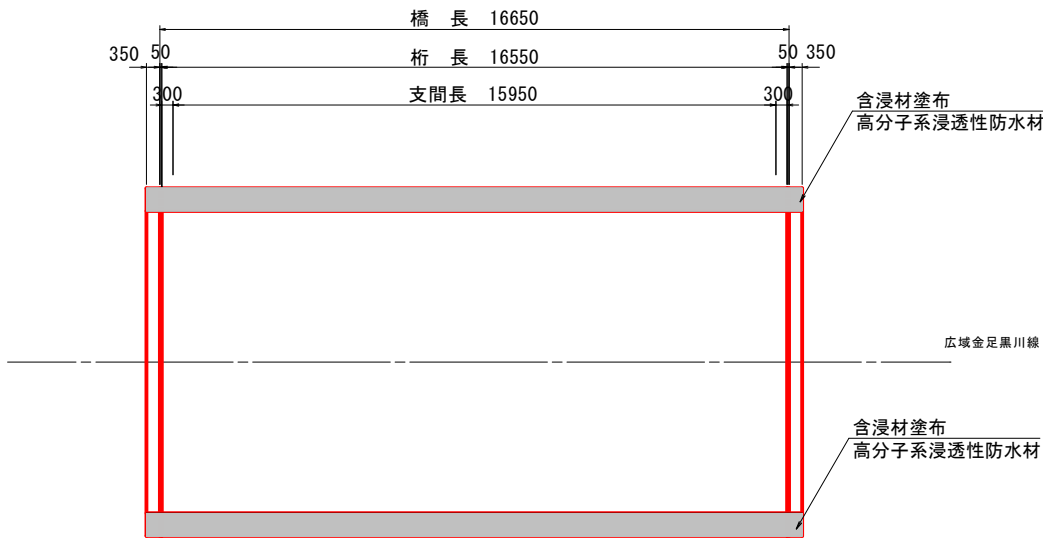 橋 長 16650
350 50 桁 長 16550 50 350
300 支間長 15950 300
含浸材塗布
高分子系浸透性防水材
広域金足黒川線
含浸材塗布
高分子系浸透性防水材